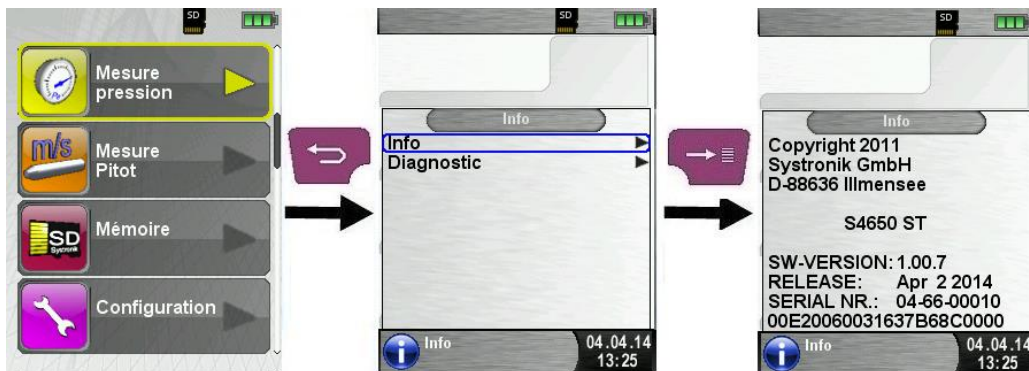 SD
Mesure
pression
Pa
m/s
Mesure
Pitot
SD
Systronik
Mémoire
Configuration
SD
Info
Info
Diagnostic
Info
04.04.14
13:25
SD
Info
Copyright 2011
Systronik GmbH
D-88636 Illmensee
S4650 ST
SW-VERSION: 1.00.7
RELEASE: Apr 2 2014
SERIAL NR.: 04-66-00010
00E20060031637B68C0000
Info
04.04.14
13:25